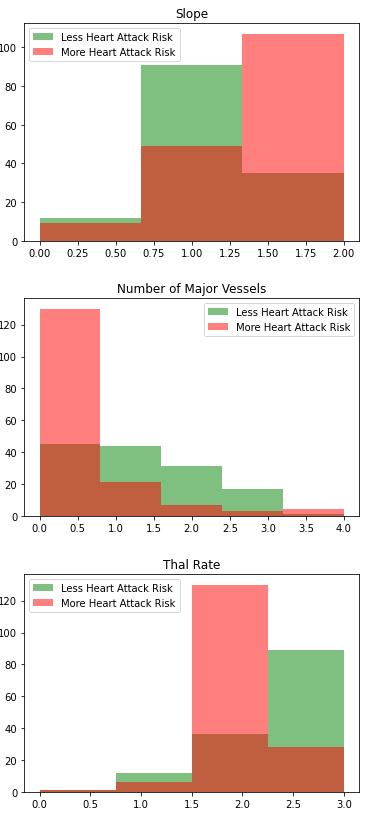 Slope
Less Heart Attack Risk
More Heart Attack Risk
100
80
60
40
20
0
0.00 0.25 0.50 0.75 1.00 1.25 1.50 1.75 2.00
Number of Major Vessels
Less Heart Attack Risk
More Heart Attack Risk
120
100
80
60
40
20
0
0.0 0.5 1.0 1.5 2.0 2.5 3.0 3.5 4.0
Thal Rate
Less Heart Attack Risk
More Heart Attack Risk
120
100
80
60
40
20
0
0.0 0.5 1.0 1.5 2.0 2.5 3.0